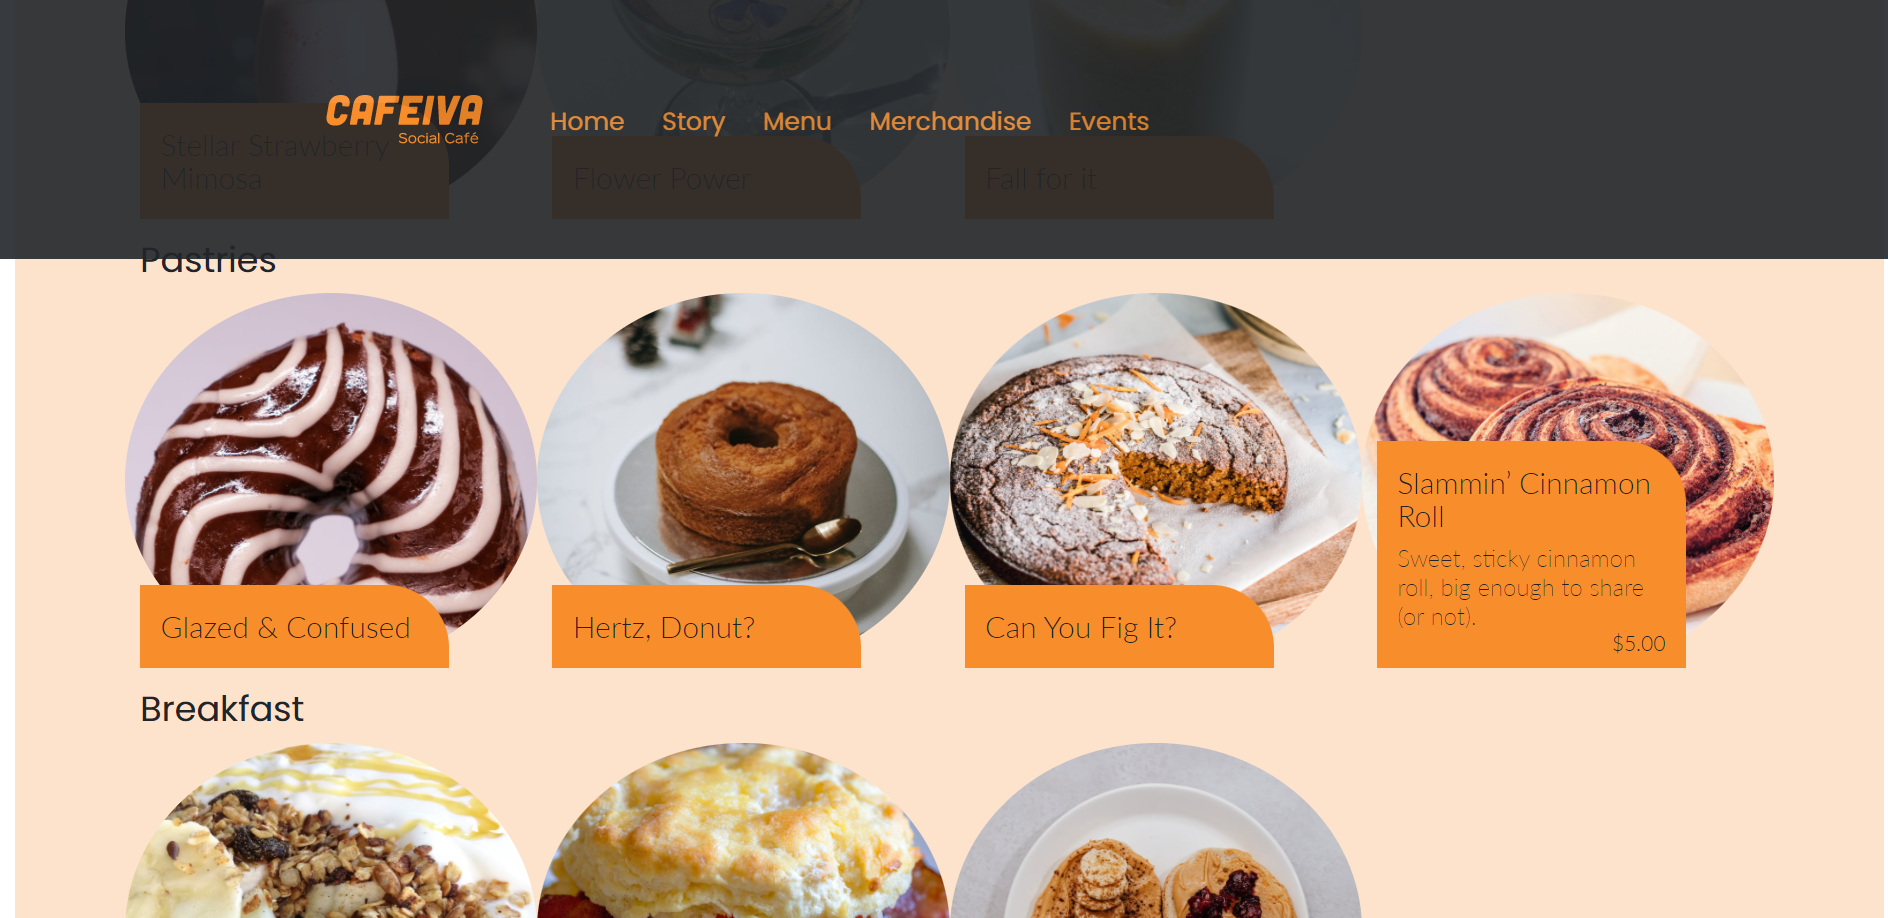 CAFEIVA
Social Café
Home Story Menu Merchandise Events
Stellar Strawberry
Mimosa
Flower Power
Fall for it
Pastries
Glazed & Confused
Hertz, Donut?
Can You Fig It?
Slammin’ Cinnamon
Roll
Sweet, sticky cinnamon
roll, big enough to share
(or not).
$5.00
Breakfast